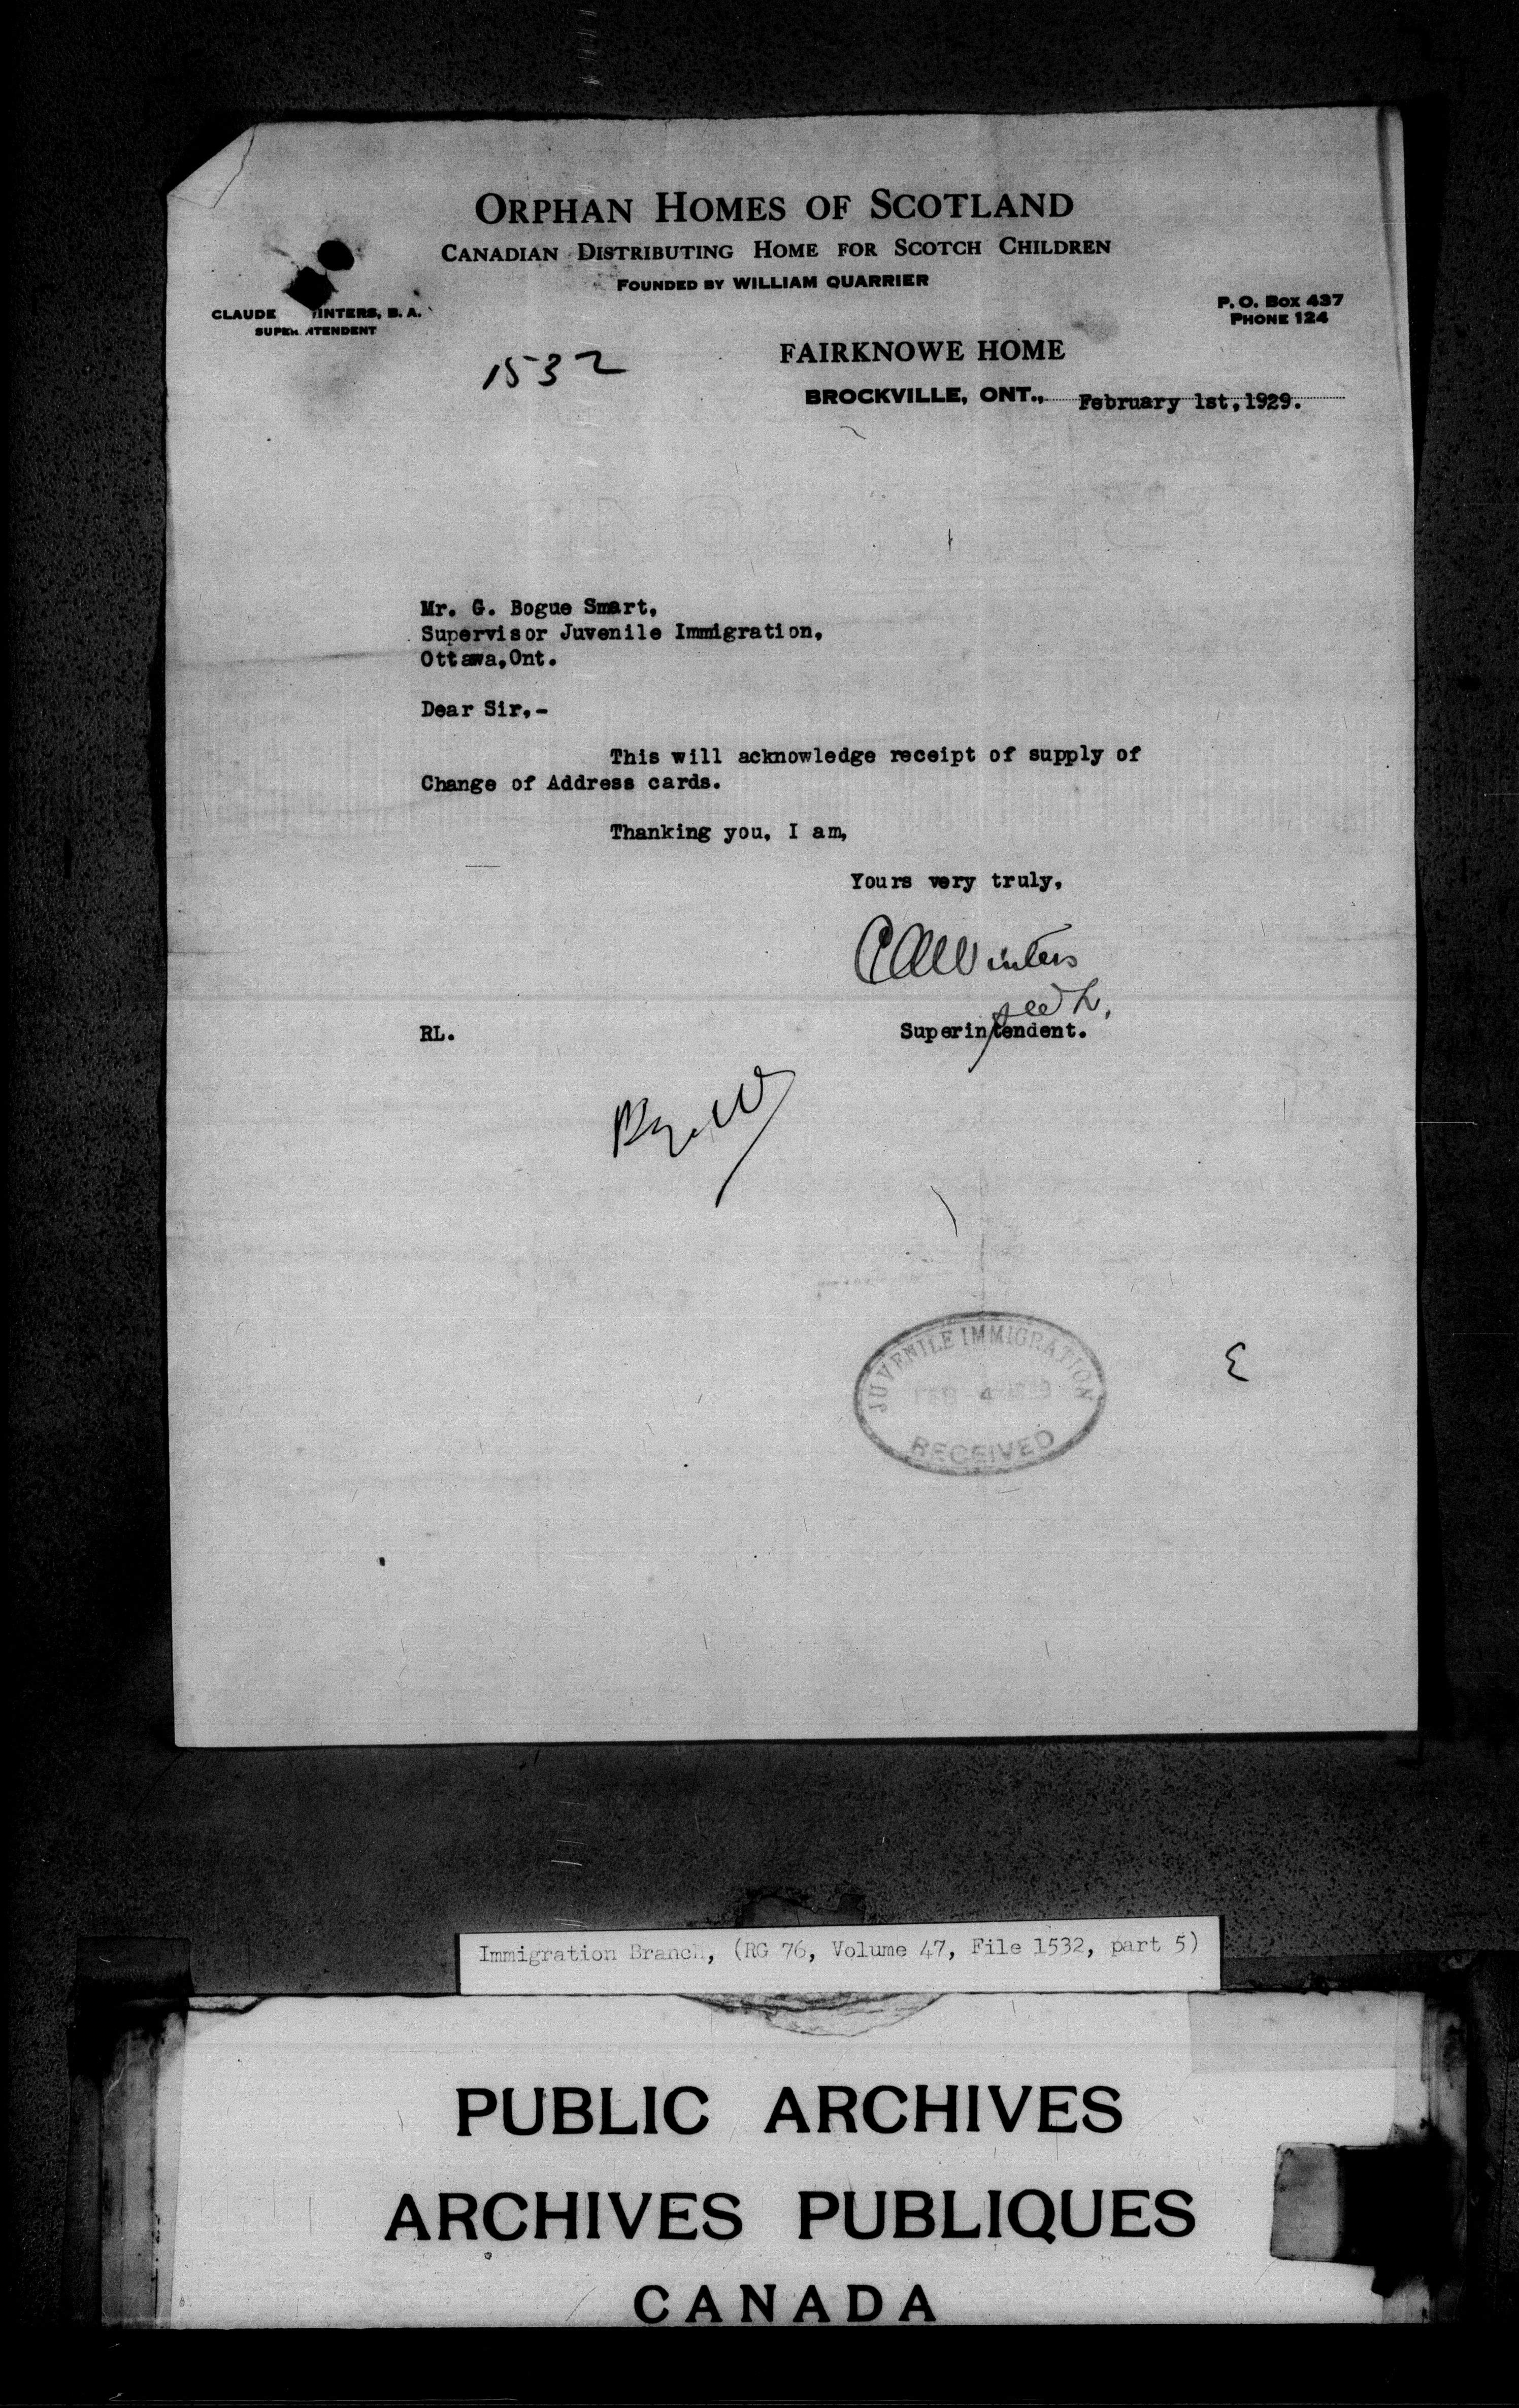 ORPHAN HOMES OF SCOTLAND
CANADIAN DISTRIBUTING HOME FOR SCOTCH CHILDREN
FOUNDED BY WILLIAM QUARRIER
CLAUDE INTERS, B. A.
SUPER NTENDENT
P. O. BOX 437
PHONE 124
1532
FAIRKNOWE HOME
BROCKVILLE, ONT., February 1st, 1929.
Mr. G. Bogue Smart,
Supervisor Juvenile Immigration,
Ottawa, Ont.
Dear Sir,-
This will acknowledge receipt of supply of
Change of Address cards.
Thanking you, I am,
Yours very truly,
CAWinters
RL.
Superintendent.
JUVENILE IMMIGRATION
FEB 4 1929
RECEIVED
Immigration Branch, (RG 76, Volume 47, File 1532, part 5)
PUBLIC ARCHIVES
ARCHIVES PUBLIQUES
CANADA